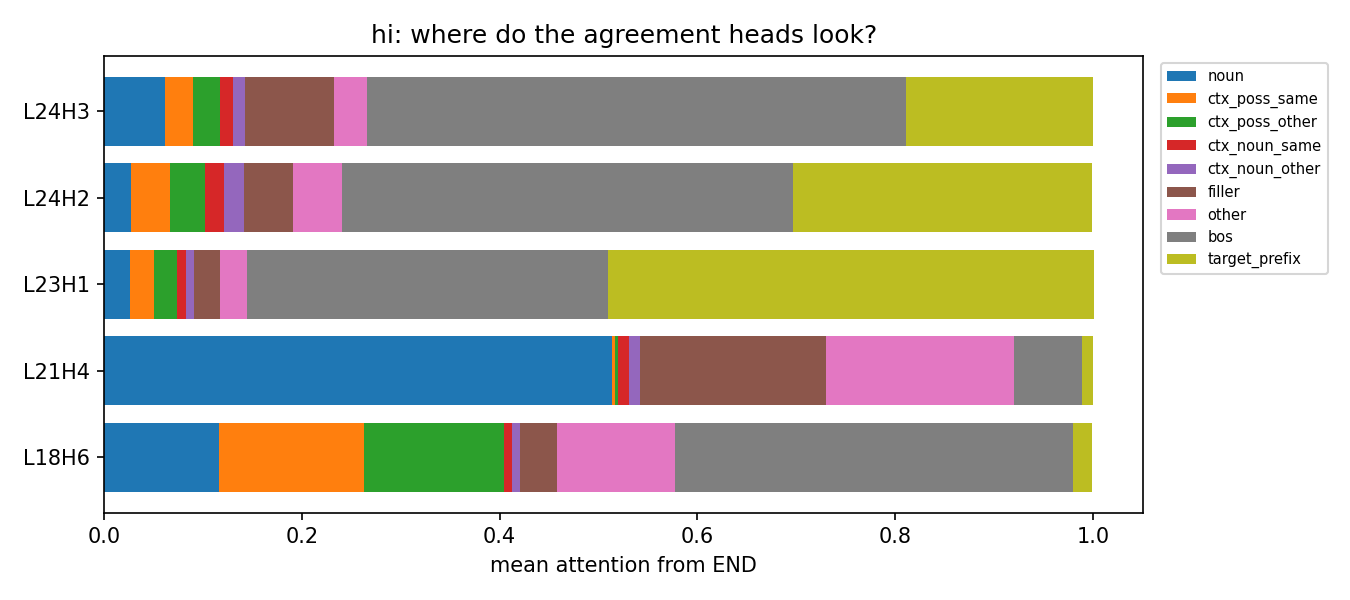 hi: where do the agreement heads look?
L24H3
L24H2
L23H1
L21H4
L18H6
0.0 0.2 0.4 0.6 0.8 1.0
mean attention from END
noun
ctx_poss_same
ctx_poss_other
ctx_noun_same
ctx_noun_other
filler
other
bos
target_prefix